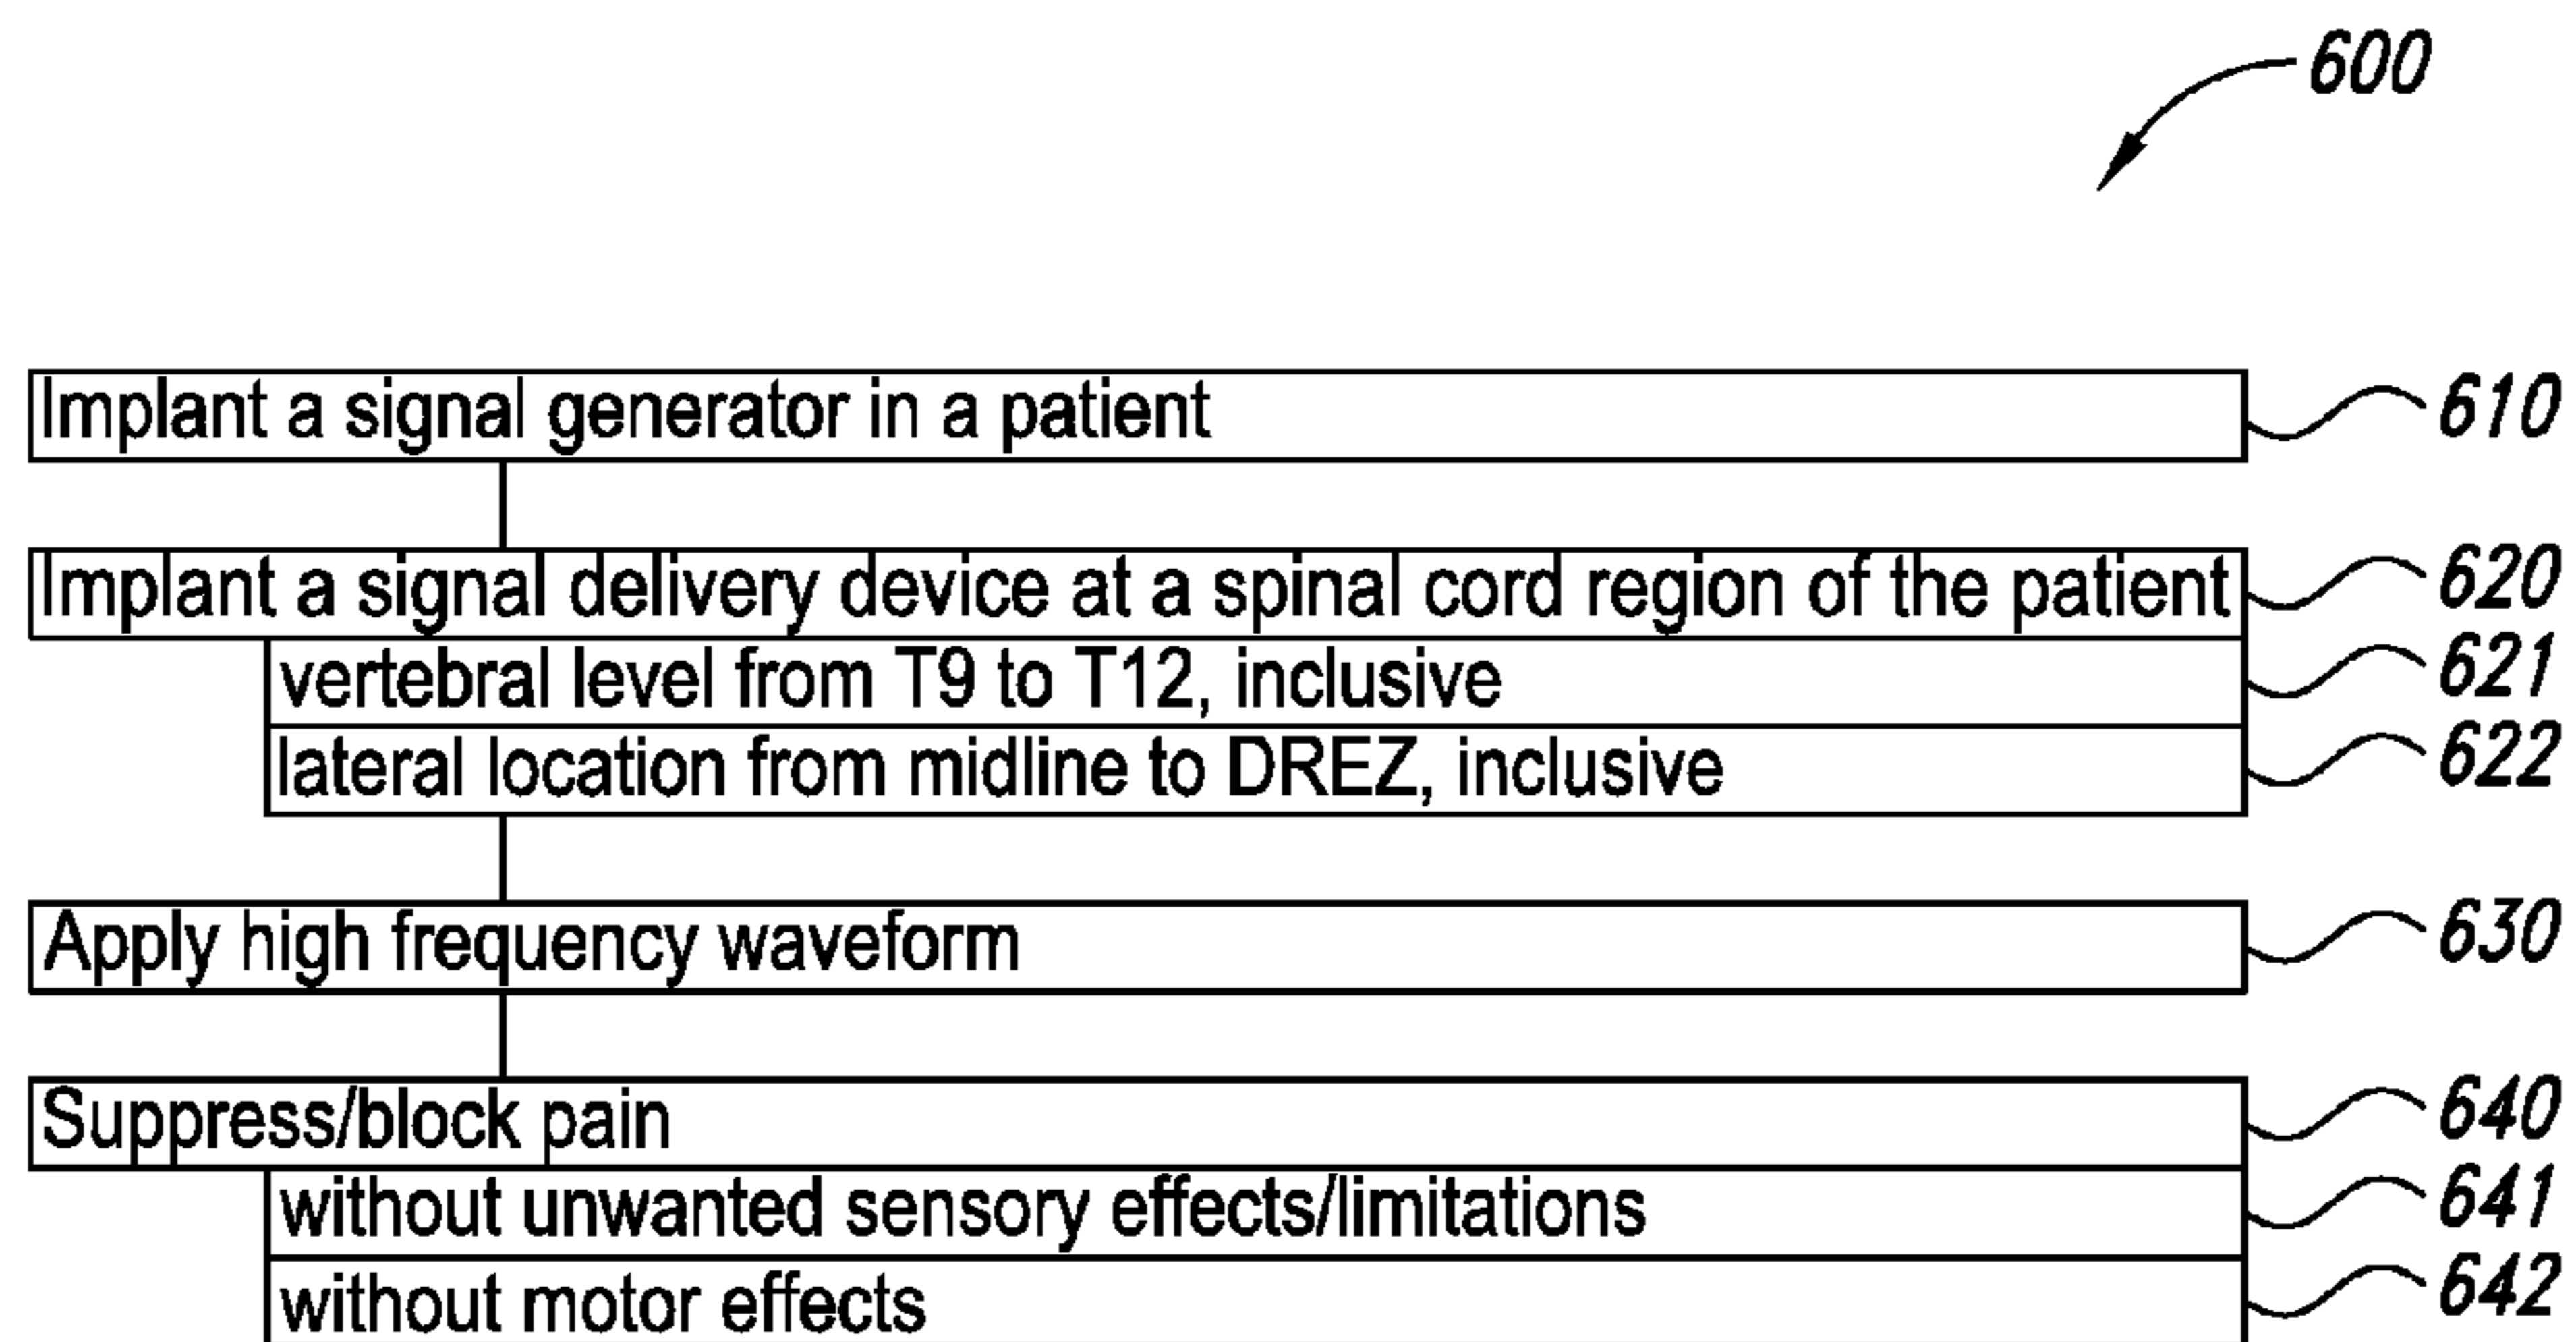 600
Implant a signal generator in a patient 610
Implant a signal delivery device at a spinal cord region of the patient 620
vertebral level from T9 to T12, inclusive 621
lateral location from midline to DREZ, inclusive 622
Apply high frequency waveform 630
Suppress/block pain 640
without unwanted sensory effects/limitations 641
without motor effects 642